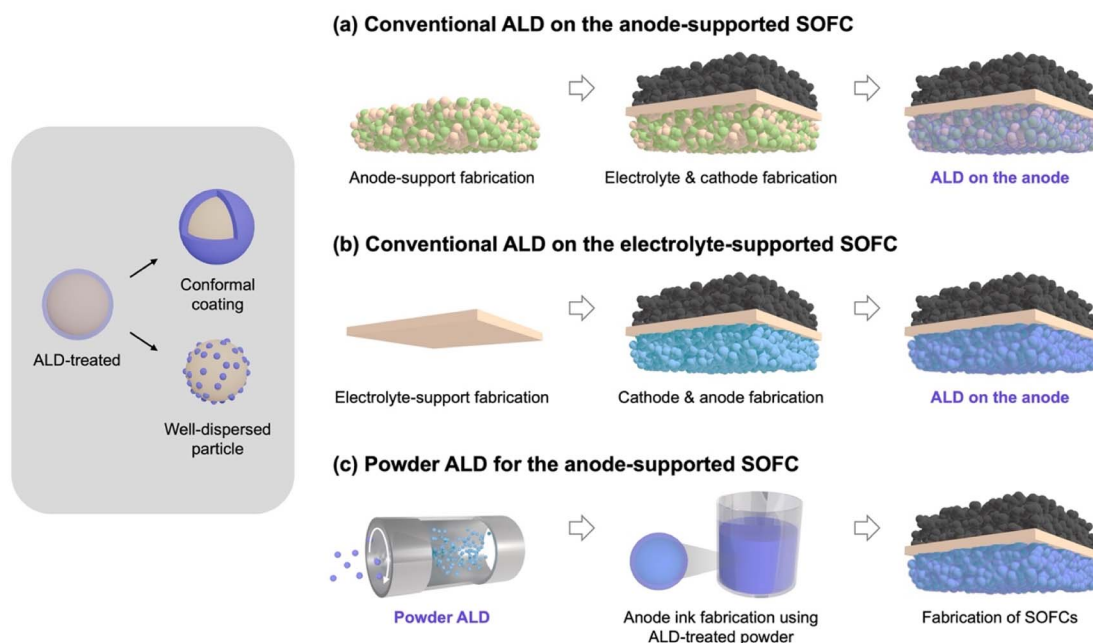 (a) Conventional ALD on the anode-supported SOFC
Anode-support fabrication
Electrolyte & cathode fabrication
ALD on the anode
ALD-treated
Conformal
coating
Well-dispersed
particle
(b) Conventional ALD on the electrolyte-supported SOFC
Electrolyte-support fabrication
Cathode & anode fabrication
ALD on the anode
(c) Powder ALD for the anode-supported SOFC
Powder ALD
Anode ink fabrication using
ALD-treated powder
Fabrication of SOFCs